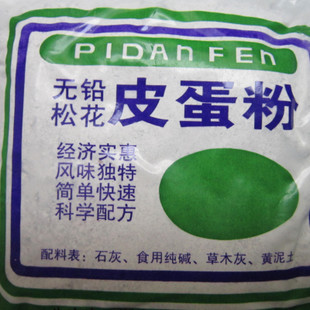 PIDAN FEN
无铅
松花
皮蛋粉
经济实惠
风味独特
简单快速
科学配方
配料表：石灰、食用纯碱、草木灰、黄泥土